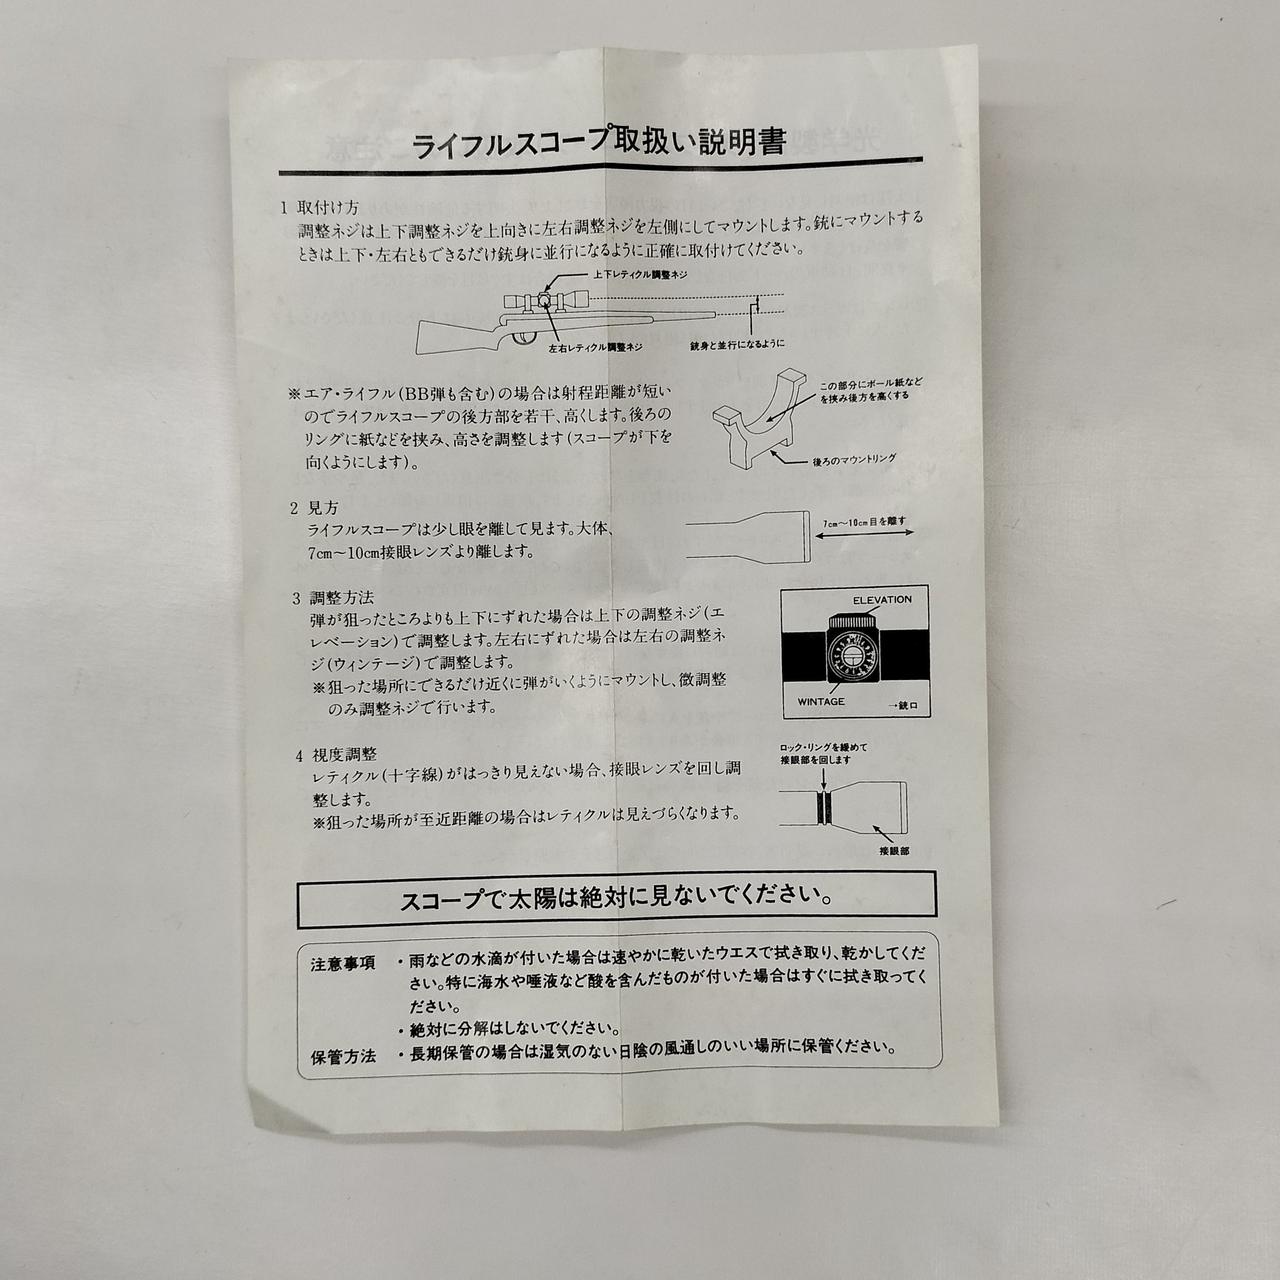 ライフルスコープ取扱い説明書
1 取付け方
調整ネジは上下調整ネジを上向きに左右調整ネジを左側にしてマウントします。銃にマウントする
ときは上下・左右ともできるだけ銃身に並行になるように正確に取付けてください。
上下レティクル調整ネジ
左右レティクル調整ネジ
銃身と並行になるように
※エア・ライフル(BB弾も含む)の場合は射程距離が短い
のでライフルスコープの後方部を若干、高くします。後ろの
リングに紙などを挟み、高さを調整します(スコープが下を
向くようにします)。
この部分にボール紙など
を挟み後方を高くする
後ろのマウントリング
2 見方
ライフルスコープは少し眼を離して見ます。大体、
7cm〜10cm接眼レンズより離します。
7cm〜10cm目を離す
3 調整方法
弾が狙ったところよりも上下にずれた場合は上下の調整ネジ(エ
レベーション)で調整します。左右にずれた場合は左右の調整ネ
ジ(ウィンテージ)で調整します。
※狙った場所にできるだけ近くに弾がいくようにマウントし、微調整
のみ調整ネジで行います。
ELEVATION
WINTAGE
→銃口
4 視度調整
レティクル(十字線)がはっきり見えない場合、接眼レンズを回し調
整します。
※狙った場所が至近距離の場合はレティクルは見えづらくなります。
ロック・リングを緩めて
接眼部を回します
接眼部
スコープで太陽は絶対に見ないでください。
注意事項 ・雨などの水滴が付いた場合は速やかに乾いたウエスで拭き取り、乾かしてくだ
さい。特に海水や唾液など酸を含んだものが付いた場合はすぐに拭き取ってく
ださい。
・絶対に分解はしないでください。
保管方法 ・長期保管の場合は湿気のない日陰の風通しのいい場所に保管ください。